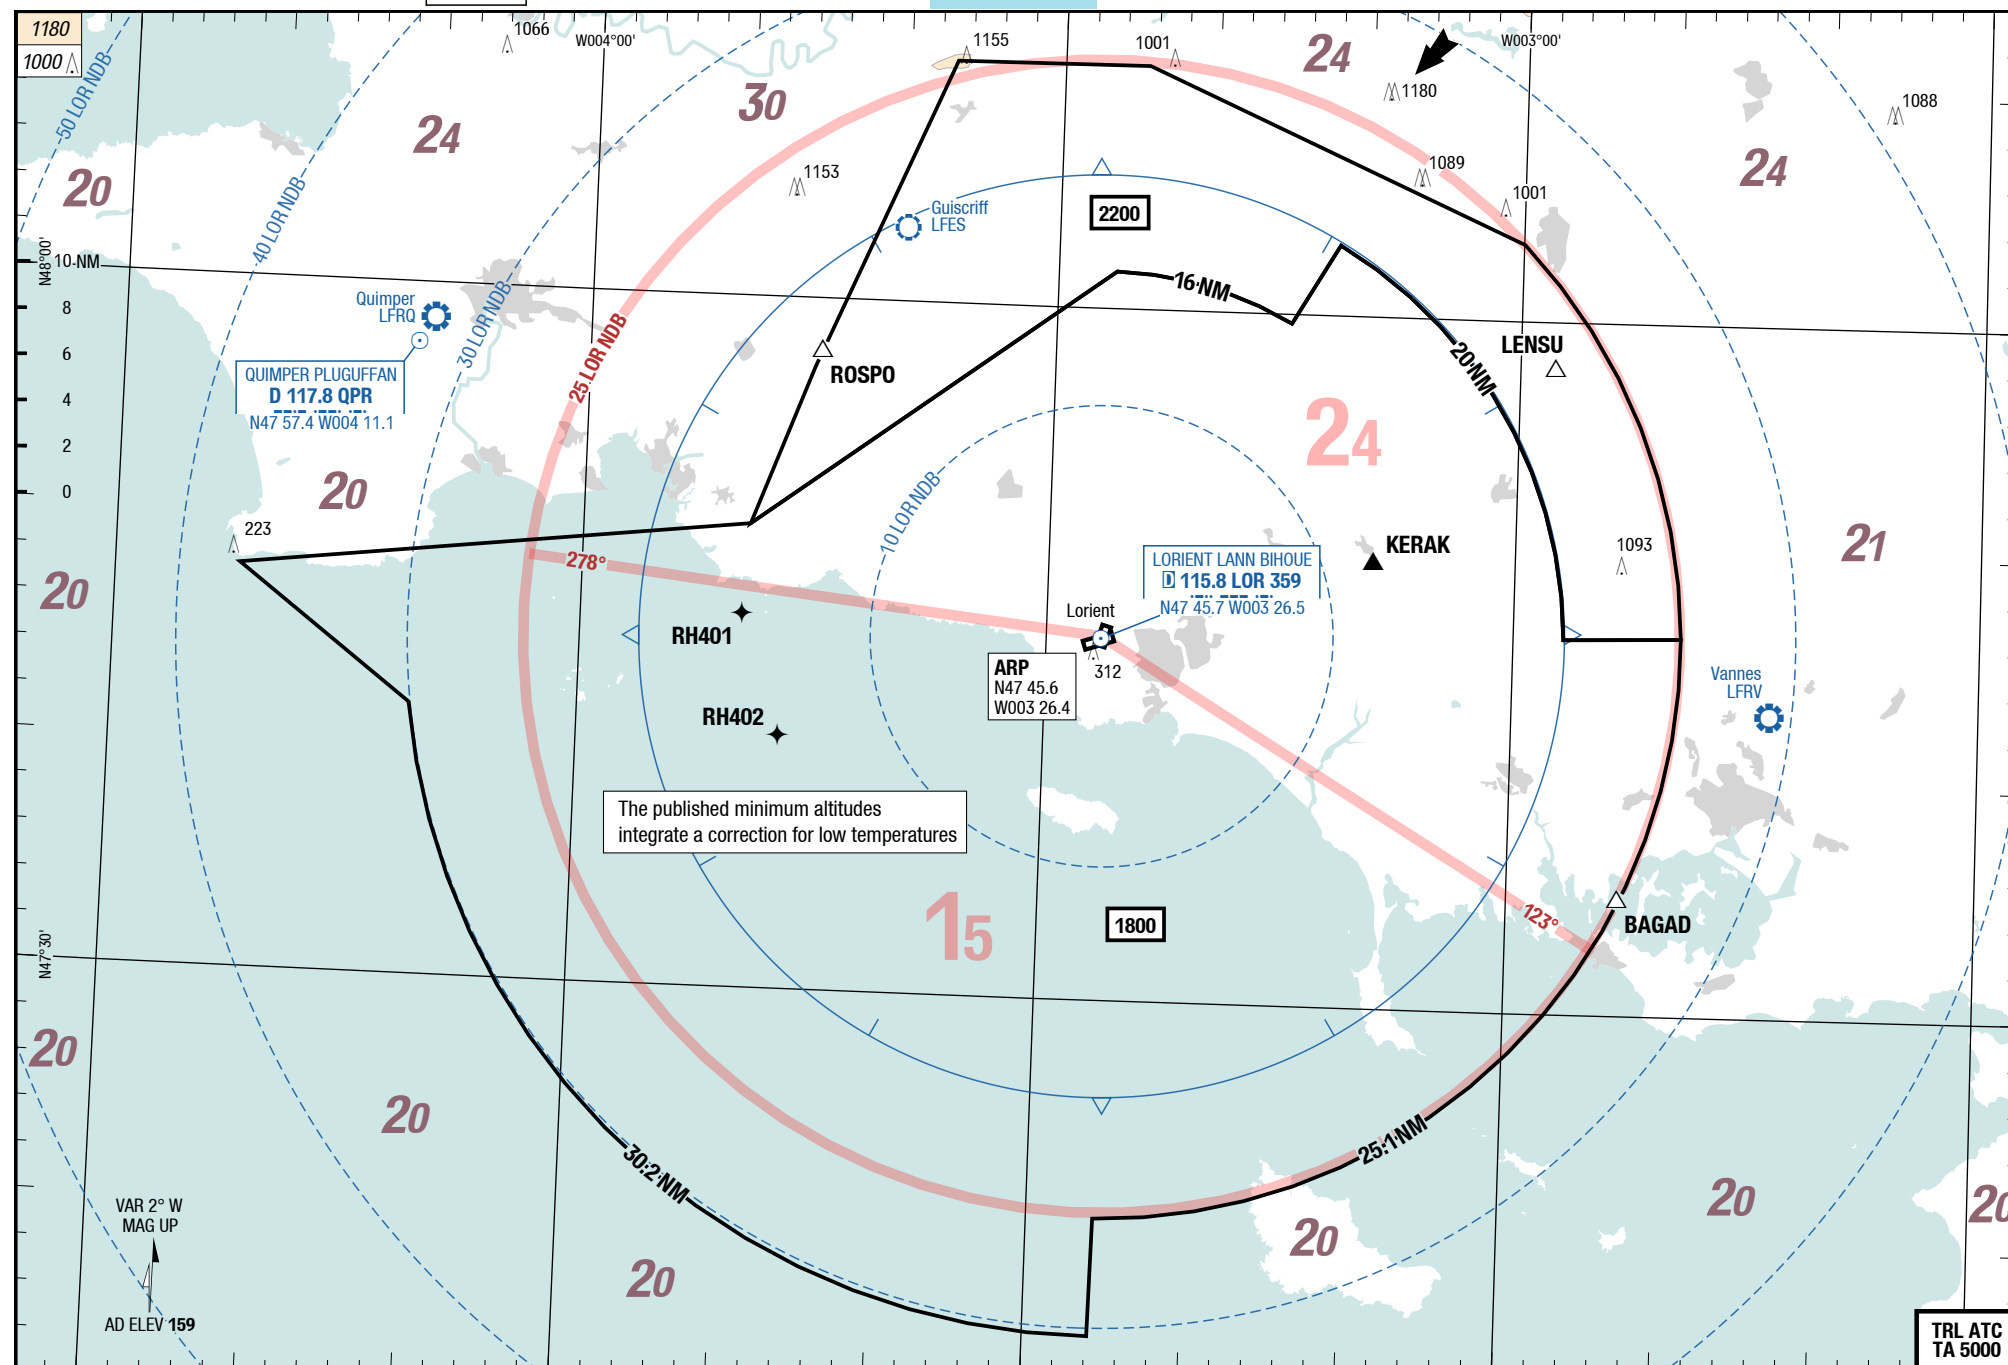 1180
1000
1066
W004°00'
1155
1001
W003°00'
24
30
1180
1088
50 LOR NDB
24
1153
1089
24
20
40 LOR NDB
Guiscriff
LFES
2200
1001
N48°00'
10 NM
8
6
4
2
0
Quimper
LFRQ
30 LOR NDB
16 NM
25 LOR NDB
ROSPO
20 NM
LENSU
QUIMPER PLUGUFFAN
D 117.8 QPR
N47 57.4 W004 11.1
24
20
10 LOR NDB
223
278°
KERAK
1093
21
20
LORIENT LANN BIHOUE
D 115.8 LOR 359
N47 45.7 W003 26.5
Lorient
RH401
312
ARP
N47 45.6
W003 26.4
Vannes
LFRV
RH402
The published minimum altitudes
integrate a correction for low temperatures
15
1800
123°
BAGAD
N47°30'
20
20
30.2 NM
25.1 NM
20
20
20
20
VAR 2° W
MAG UP
AD ELEV 159
TRL ATC
TA 5000